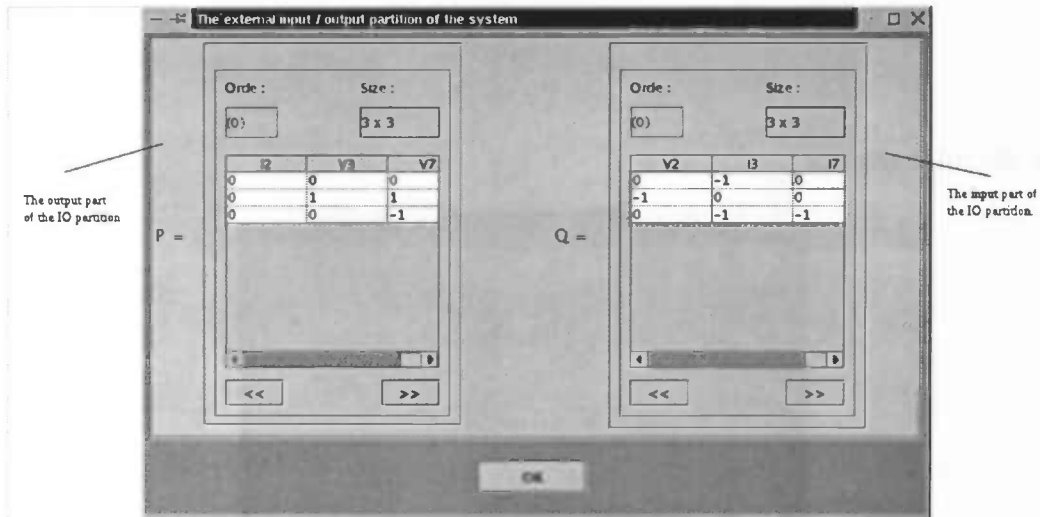 The external input / output partition of the system
Orde :
Size :
(0)
3 x 3
I2 V3 V7
0 0 0
0 1 1
0 0 -1
P =
<<
>>
The output part
of the IO partition
Orde :
Size :
(0)
3 x 3
V2 I3 I7
0 -1 0
-1 0 0
0 -1 -1
Q =
<<
>>
The input part of
the IO partition.
OK